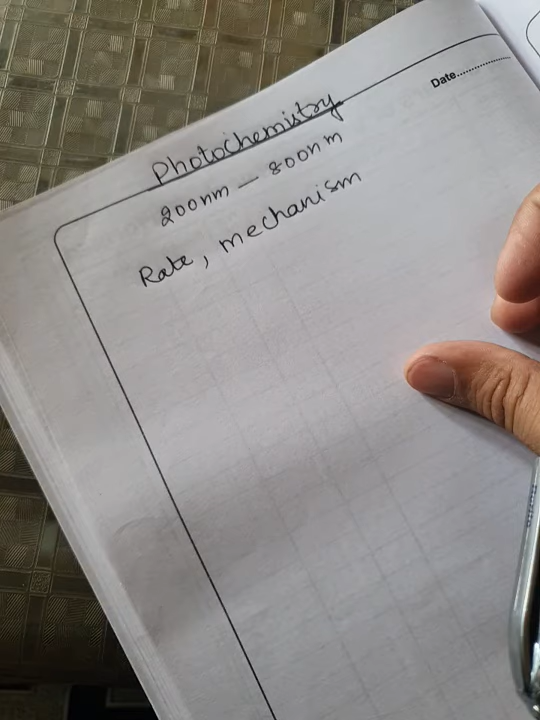 Date..................
Photochemistry
200nm — 800nm
Rate, mechanism